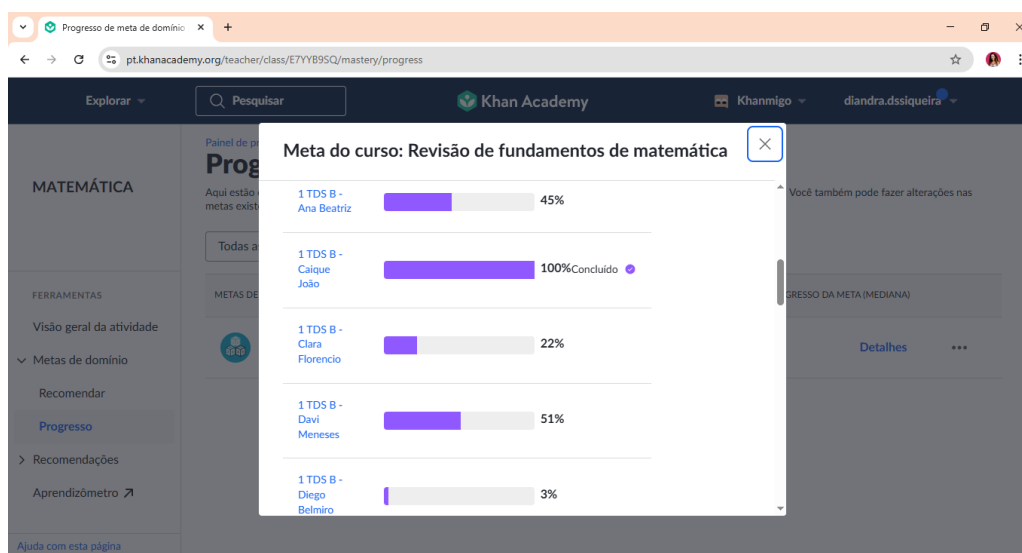 Progresso de meta de domínio
pt.khanacademy.org/teacher/class/E7YYB9SQ/mastery/progress
Explorar
Pesquisar
Khan Academy
Khanmigo
diandra.dssiqueira
MATEMÁTICA
FERRAMENTAS
Visão geral da atividade
Metas de domínio
Recomendar
Progresso
Recomendações
Aprendizômetro
Ajuda com esta página
Painel de
Prog
Aqui estão
Você também pode fazer alterações nas
metas exist
Todas a
METAS DE
GRESSO DA META (MEDIANA)
Detalhes
Meta do curso: Revisão de fundamentos de matemática
1 TDS B -
Ana Beatriz
45%
1 TDS B -
Caique
João
100%Concluído
1 TDS B -
Clara
Florencio
22%
1 TDS B -
Davi
Meneses
51%
1 TDS B -
Diego
Belmiro
3%